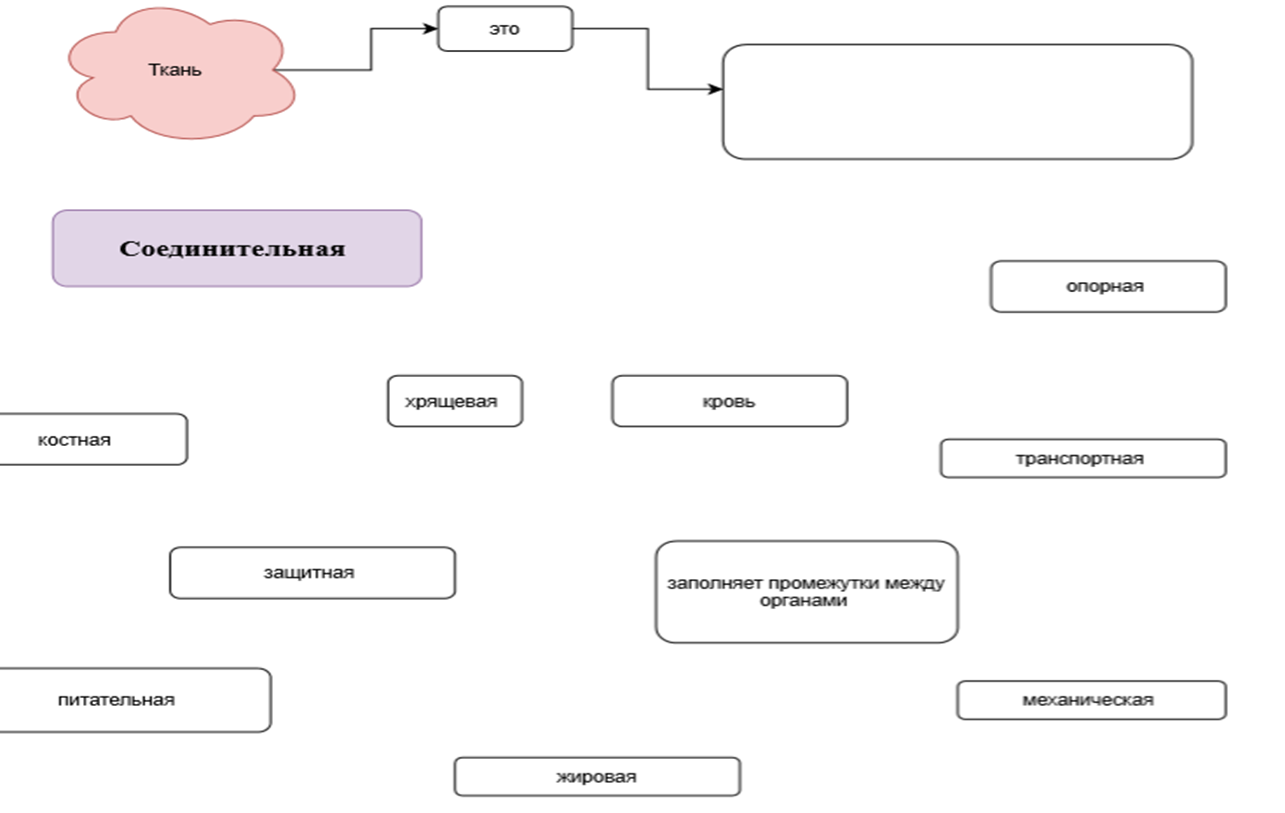 Ткань
это
Соединительная
опорная
хрящевая
кровь
костная
транспортная
защитная
заполняет промежутки между
органами
питательная
механическая
жировая